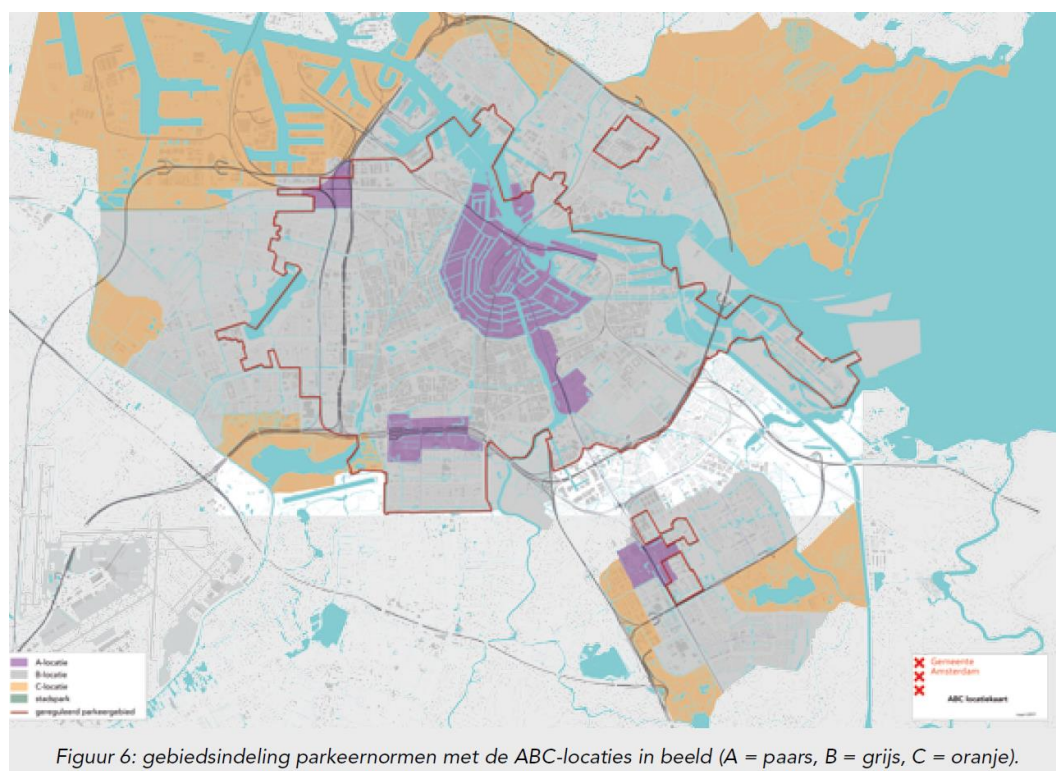 A-locatie
B-locatie
C-locatie
stadspark
gereguleerd parkeergebied
Gemeente
Amsterdam
ABC locatiekaart
Figuur 6: gebiedsindeling parkeernormen met de ABC-locaties in beeld (A = paars, B = grijs, C = oranje).